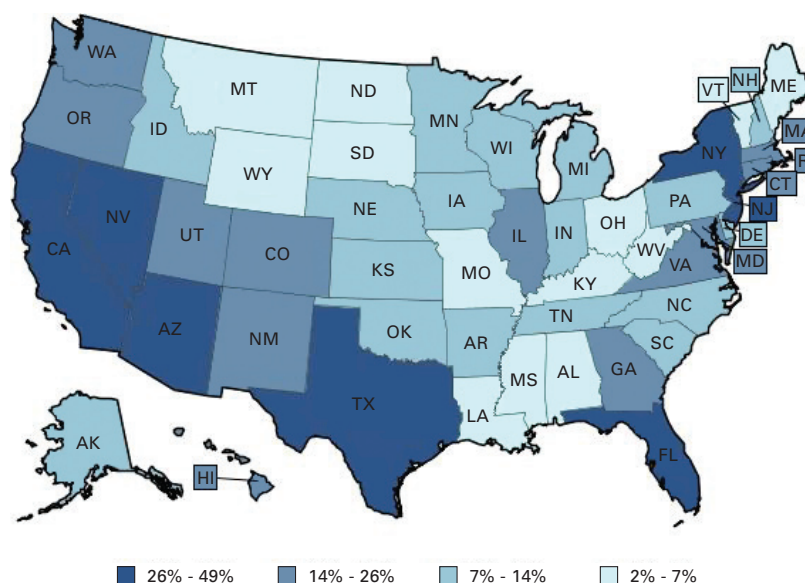 WA
MT
ND
MN
VT
NH
ME
OR
ID
WY
SD
WI
MI
NY
MA
CT
NJ
DE
MD
NV
UT
CO
NE
IA
IL
IN
OH
PA
CA
KS
MO
KY
WV
VA
AZ
NM
OK
AR
TN
NC
SC
TX
LA
MS
AL
GA
FL
AK
HI
26% - 49%
14% - 26%
7% - 14%
2% - 7%